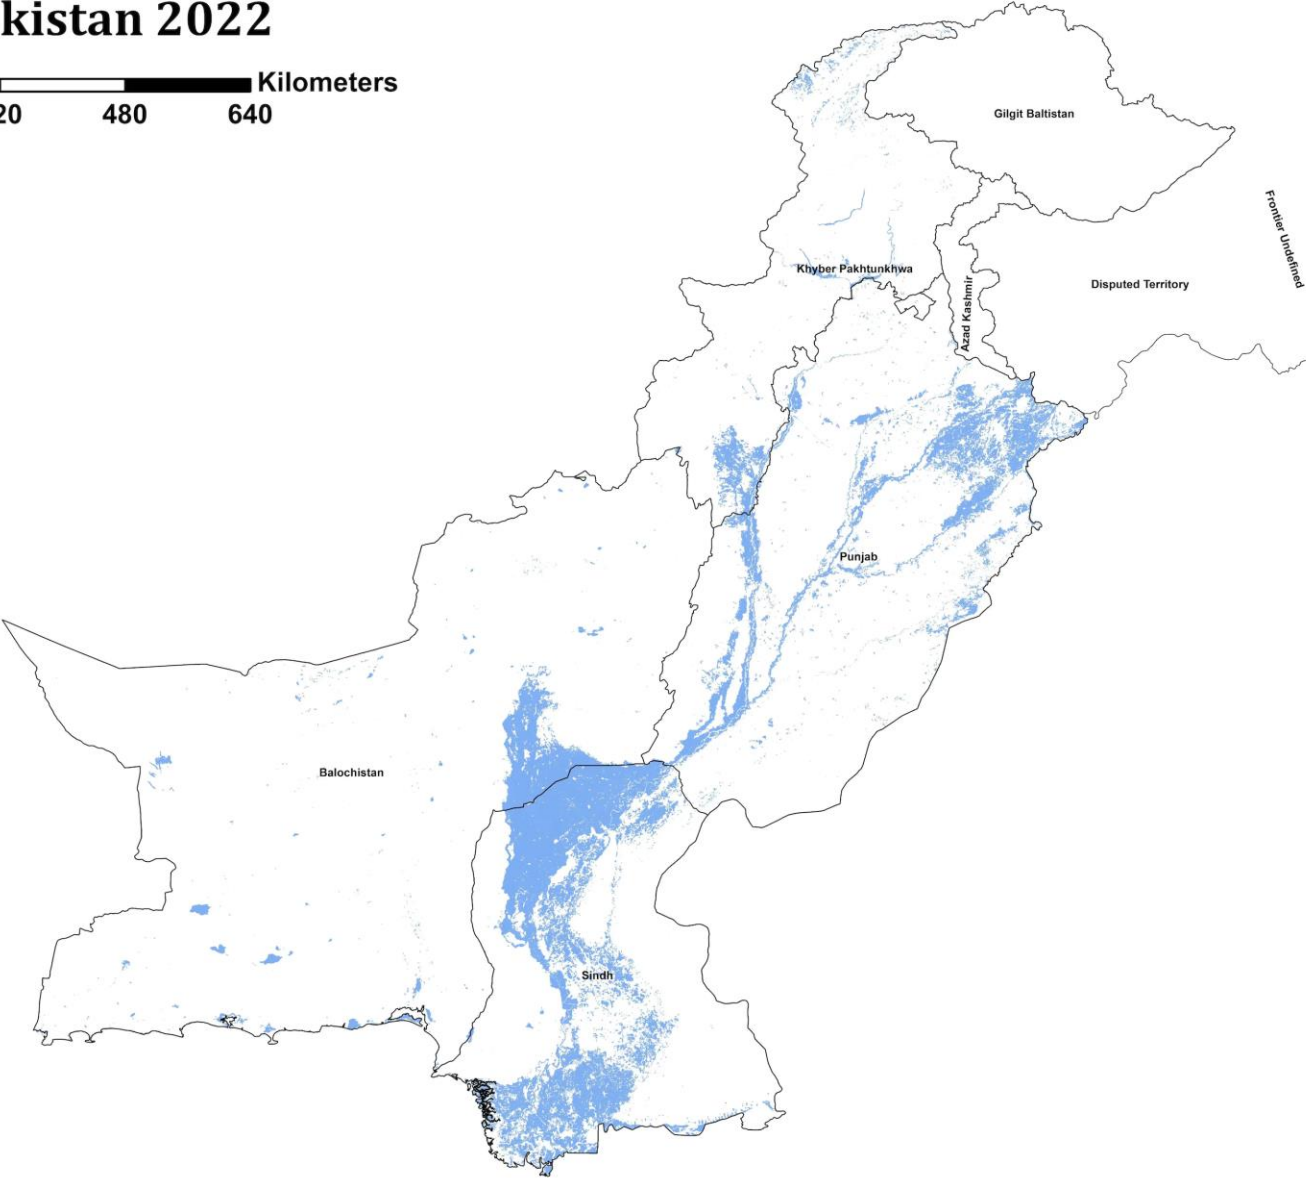 kistan 2022
Kilometers
20 480 640
Gilgit Baltistan
Frontier Undefined
Khyber Pakhtunkhwa
Disputed Territory
Azad Kashmir
Punjab
Balochistan
Sindh